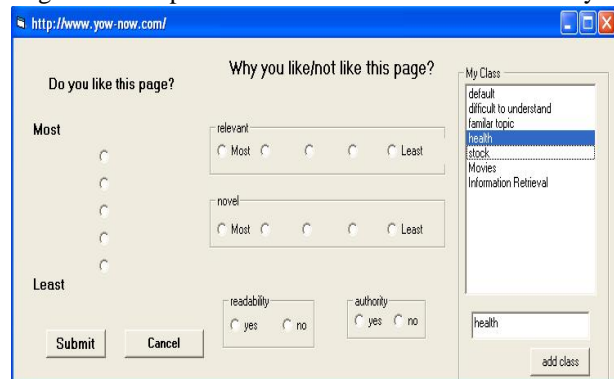 http://www.yow-now.com/
Do you like this page?
Most
Least
Submit
Cancel
Why you like/not like this page?
relevant
Most
Least
novel
Most
Least
readability
yes
no
authority
yes
no
My Class
default
difficult to understand
familar topic
health
stock
Movies
Information Retrieval
health
add class